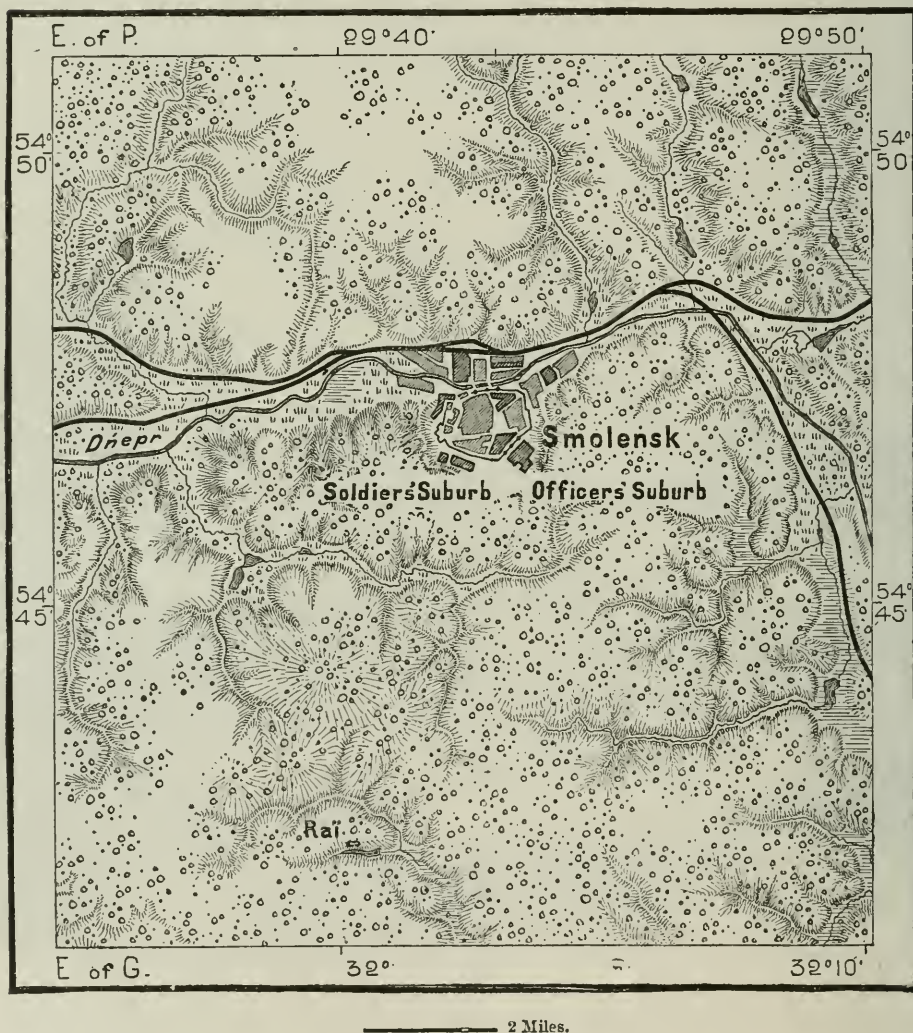 E. of P. 29°40' 29°50'
54° 54°
50' 50'
Dńepr
Smolensk
Soldiers' Suburb Officers' Suburb
54° 54°
45' 45'
Raï
E of G. 32° 32°10'
2 Miles.